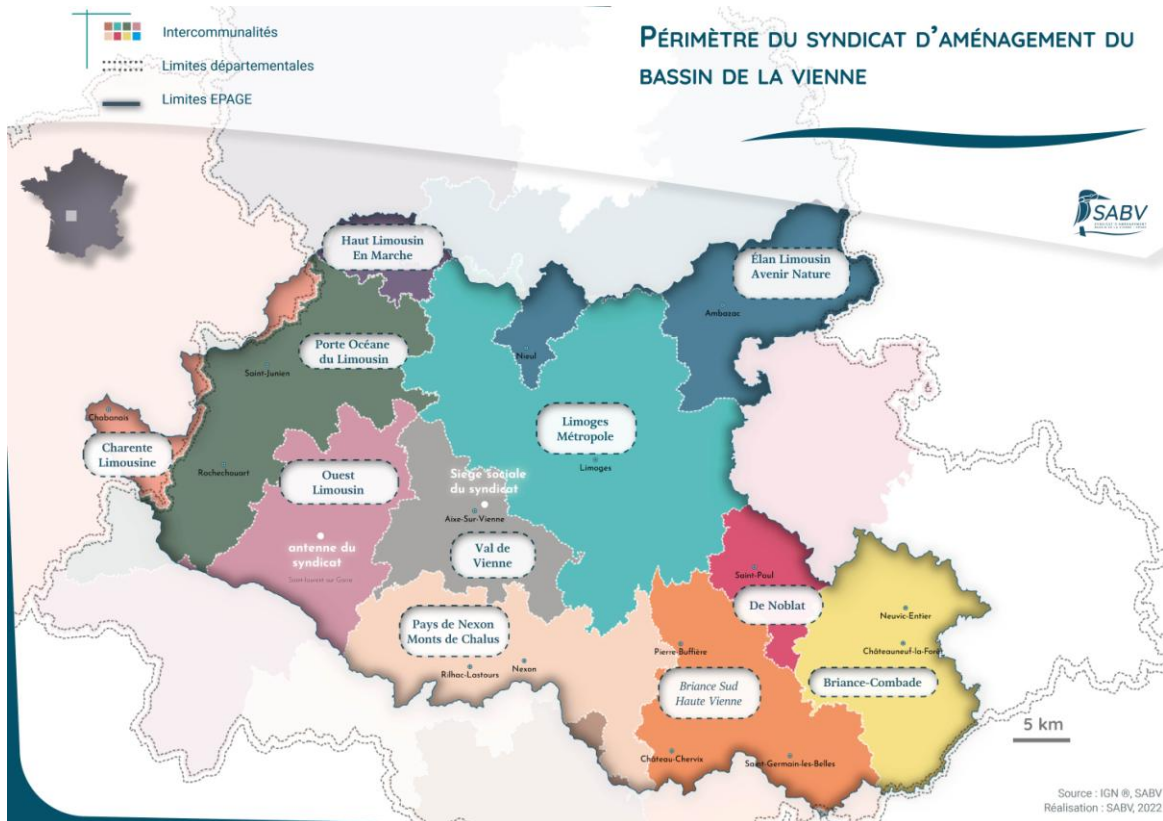 Intercommunalités
Limites départementales
Limites EPAGE
PÉRIMÈTRE DU SYNDICAT D'AMÉNAGEMENT DU
BASSIN DE LA VIENNE
SABV
Haut Limousin
En Marche
Élan Limousin
Avenir Nature
Ambazac
Porte Océane
du Limousin
Saint-Junien
Nieul
Chabanais
Charente
Limousine
Rochechouart
Ouest
Limousin
Limoges
Métropole
Limoges
Siège sociale
du syndicat
Aixe-Sur-Vienne
antenne du
syndicat
Saint-Laurent sur Gorre
Val de
Vienne
Saint-Paul
De Noblat
Neuvic-Entier
Châteauneuf-la-Forêt
Pays de Nexon
Monts de Chalus
Rilhac-Lastours
Nexon
Pierre-Buffière
Briance Sud
Haute Vienne
Briance-Combade
Château-Chervix
Saint-Germain-les-Belles
5 km
Source : IGN ®, SABV
Réalisation : SABV, 2022